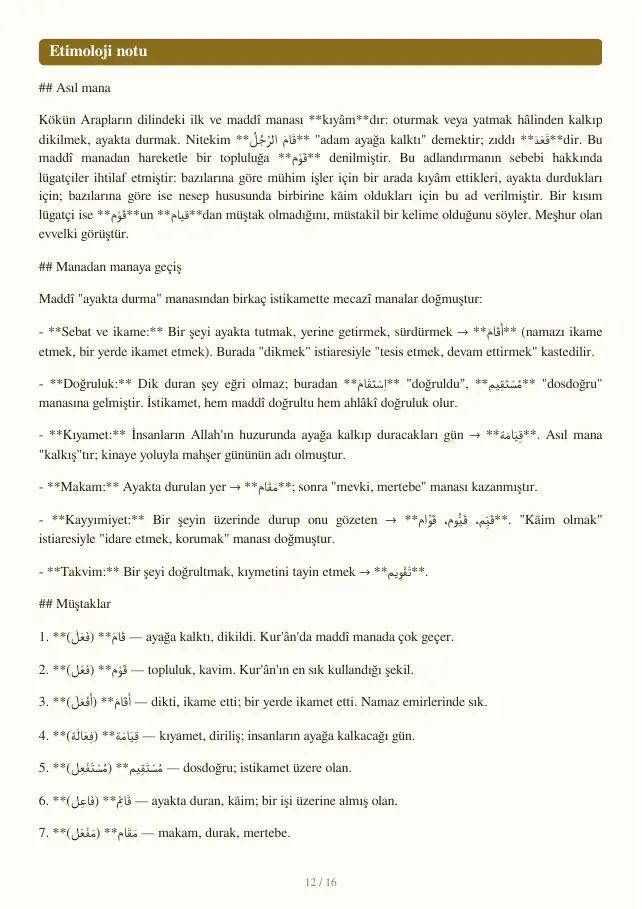 Etimoloji notu
## Asıl mana
Kökün Arapların dilindeki ilk ve maddî manası **kıyâm**dır: oturmak veya yatmak hâlinden kalkıp
dikilmek, ayakta durmak. Nitekim **قَامَ الرَّجُلُ** "adam ayağa kalktı" demektir; zıddı **قَعَدَ**dir. Bu
maddî manadan hareketle bir topluluğa **قَوْم** denilmiştir. Bu adlandırmanın sebebi hakkında
lügatçiler ihtilaf etmiştir: bazılarına göre mühim işler için bir arada kıyâm ettikleri, ayakta durdukları
için; bazılarına göre ise nesep hususunda birbirine kâim oldukları için bu ad verilmiştir. Bir kısım
lügatçi ise **قَوْم**un **قيام**dan müştak olmadığını, müstakil bir kelime olduğunu söyler. Meşhur olan
evvelki görüştür.
## Manadan manaya geçiş
Maddî "ayakta durma" manasından birkaç istikamette mecazî manalar doğmuştur:
- **Sebat ve ikame:** Bir şeyi ayakta tutmak, yerine getirmek, sürdürmek → **أَقَامَ** (namazı ikame
etmek, bir yerde ikamet etmek). Burada "dikmek" istiaresiyle "tesis etmek, devam ettirmek" kastedilir.
- **Doğruluk:** Dik duran şey eğri olmaz; buradan **اِسْتَقَامَ** "doğruldu", **مُسْتَقِيم** "dosdoğru"
manasına gelmiştir. İstikamet, hem maddî doğrultu hem ahlâkî doğruluk olur.
- **Kıyamet:** İnsanların Allah'ın huzurunda ayağa kalkıp duracakları gün → **قِيَامَة**. Asıl mana
"kalkış"tır; kinaye yoluyla mahşer gününün adı olmuştur.
- **Makam:** Ayakta durulan yer → **مَقَام**; sonra "mevki, mertebe" manası kazanmıştır.
- **Kayyımiyet:** Bir şeyin üzerinde durup onu gözeten → **قَيِّم، قَيُّوم، قَوَّام**. "Kâim olmak"
istiaresiyle "idare etmek, korumak" manası doğmuştur.
- **Takvim:** Bir şeyi doğrultmak, kıymetini tayin etmek → **تَقْوِيم**.
## Müştaklar
1. **قَامَ** (فَعَلَ)** — ayağa kalktı, dikildi. Kur'ân'da maddî manada çok geçer.
2. **قَوْم** (فَعْل)** — topluluk, kavim. Kur'ân'ın en sık kullandığı şekil.
3. **أَقَامَ** (أَفْعَلَ)** — dikti, ikame etti; bir yerde ikamet etti. Namaz emirlerinde sık.
4. **قِيَامَة** (فِعَالَة)** — kıyamet, diriliş; insanların ayağa kalkacağı gün.
5. **مُسْتَقِيم** (مُسْتَفْعِل)** — dosdoğru; istikamet üzere olan.
6. **قَائِم** (فَاعِل)** — ayakta duran, kâim; bir işi üzerine almış olan.
7. **مَقَام** (مَفْعَل)** — makam, durak, mertebe.
12 / 16